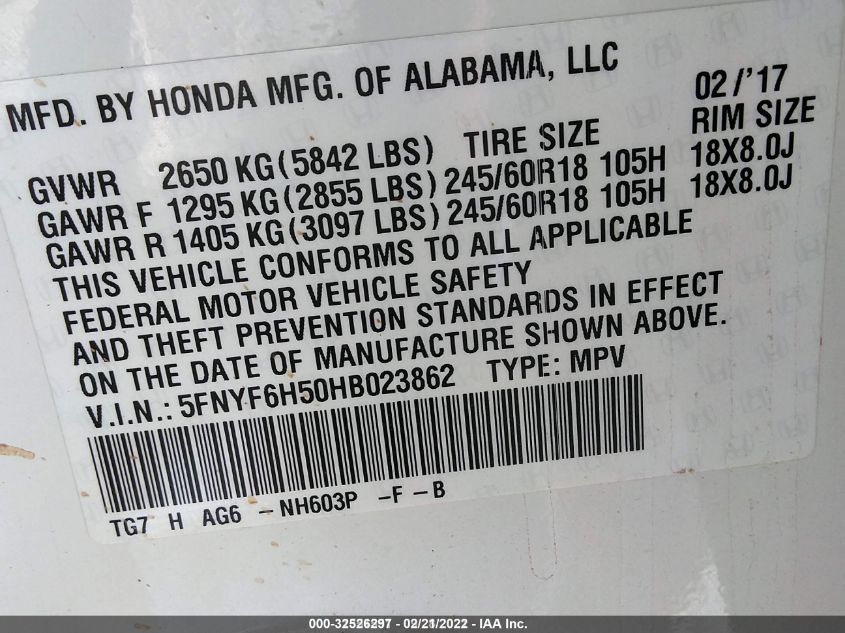 MFD. BY HONDA MFG. OF ALABAMA, LLC 02/'17
TIRE SIZE RIM SIZE
GVWR 2650 KG(5842 LBS)
GAWR F 1295 KG(2855 LBS) 245/60R18 105H 18X8.0J
GAWR R 1405 KG(3097 LBS) 245/60R18 105H 18X8.0J
THIS VEHICLE CONFORMS TO ALL APPLICABLE
FEDERAL MOTOR VEHICLE SAFETY
AND THEFT PREVENTION STANDARDS IN EFFECT
ON THE DATE OF MANUFACTURE SHOWN ABOVE.
V.I.N.: 5FNYF6H50HB023862 TYPE: MPV
TG7 H AG6 - NH603P -F - B
000-32526297 - 02/21/2022 - IAA Inc.